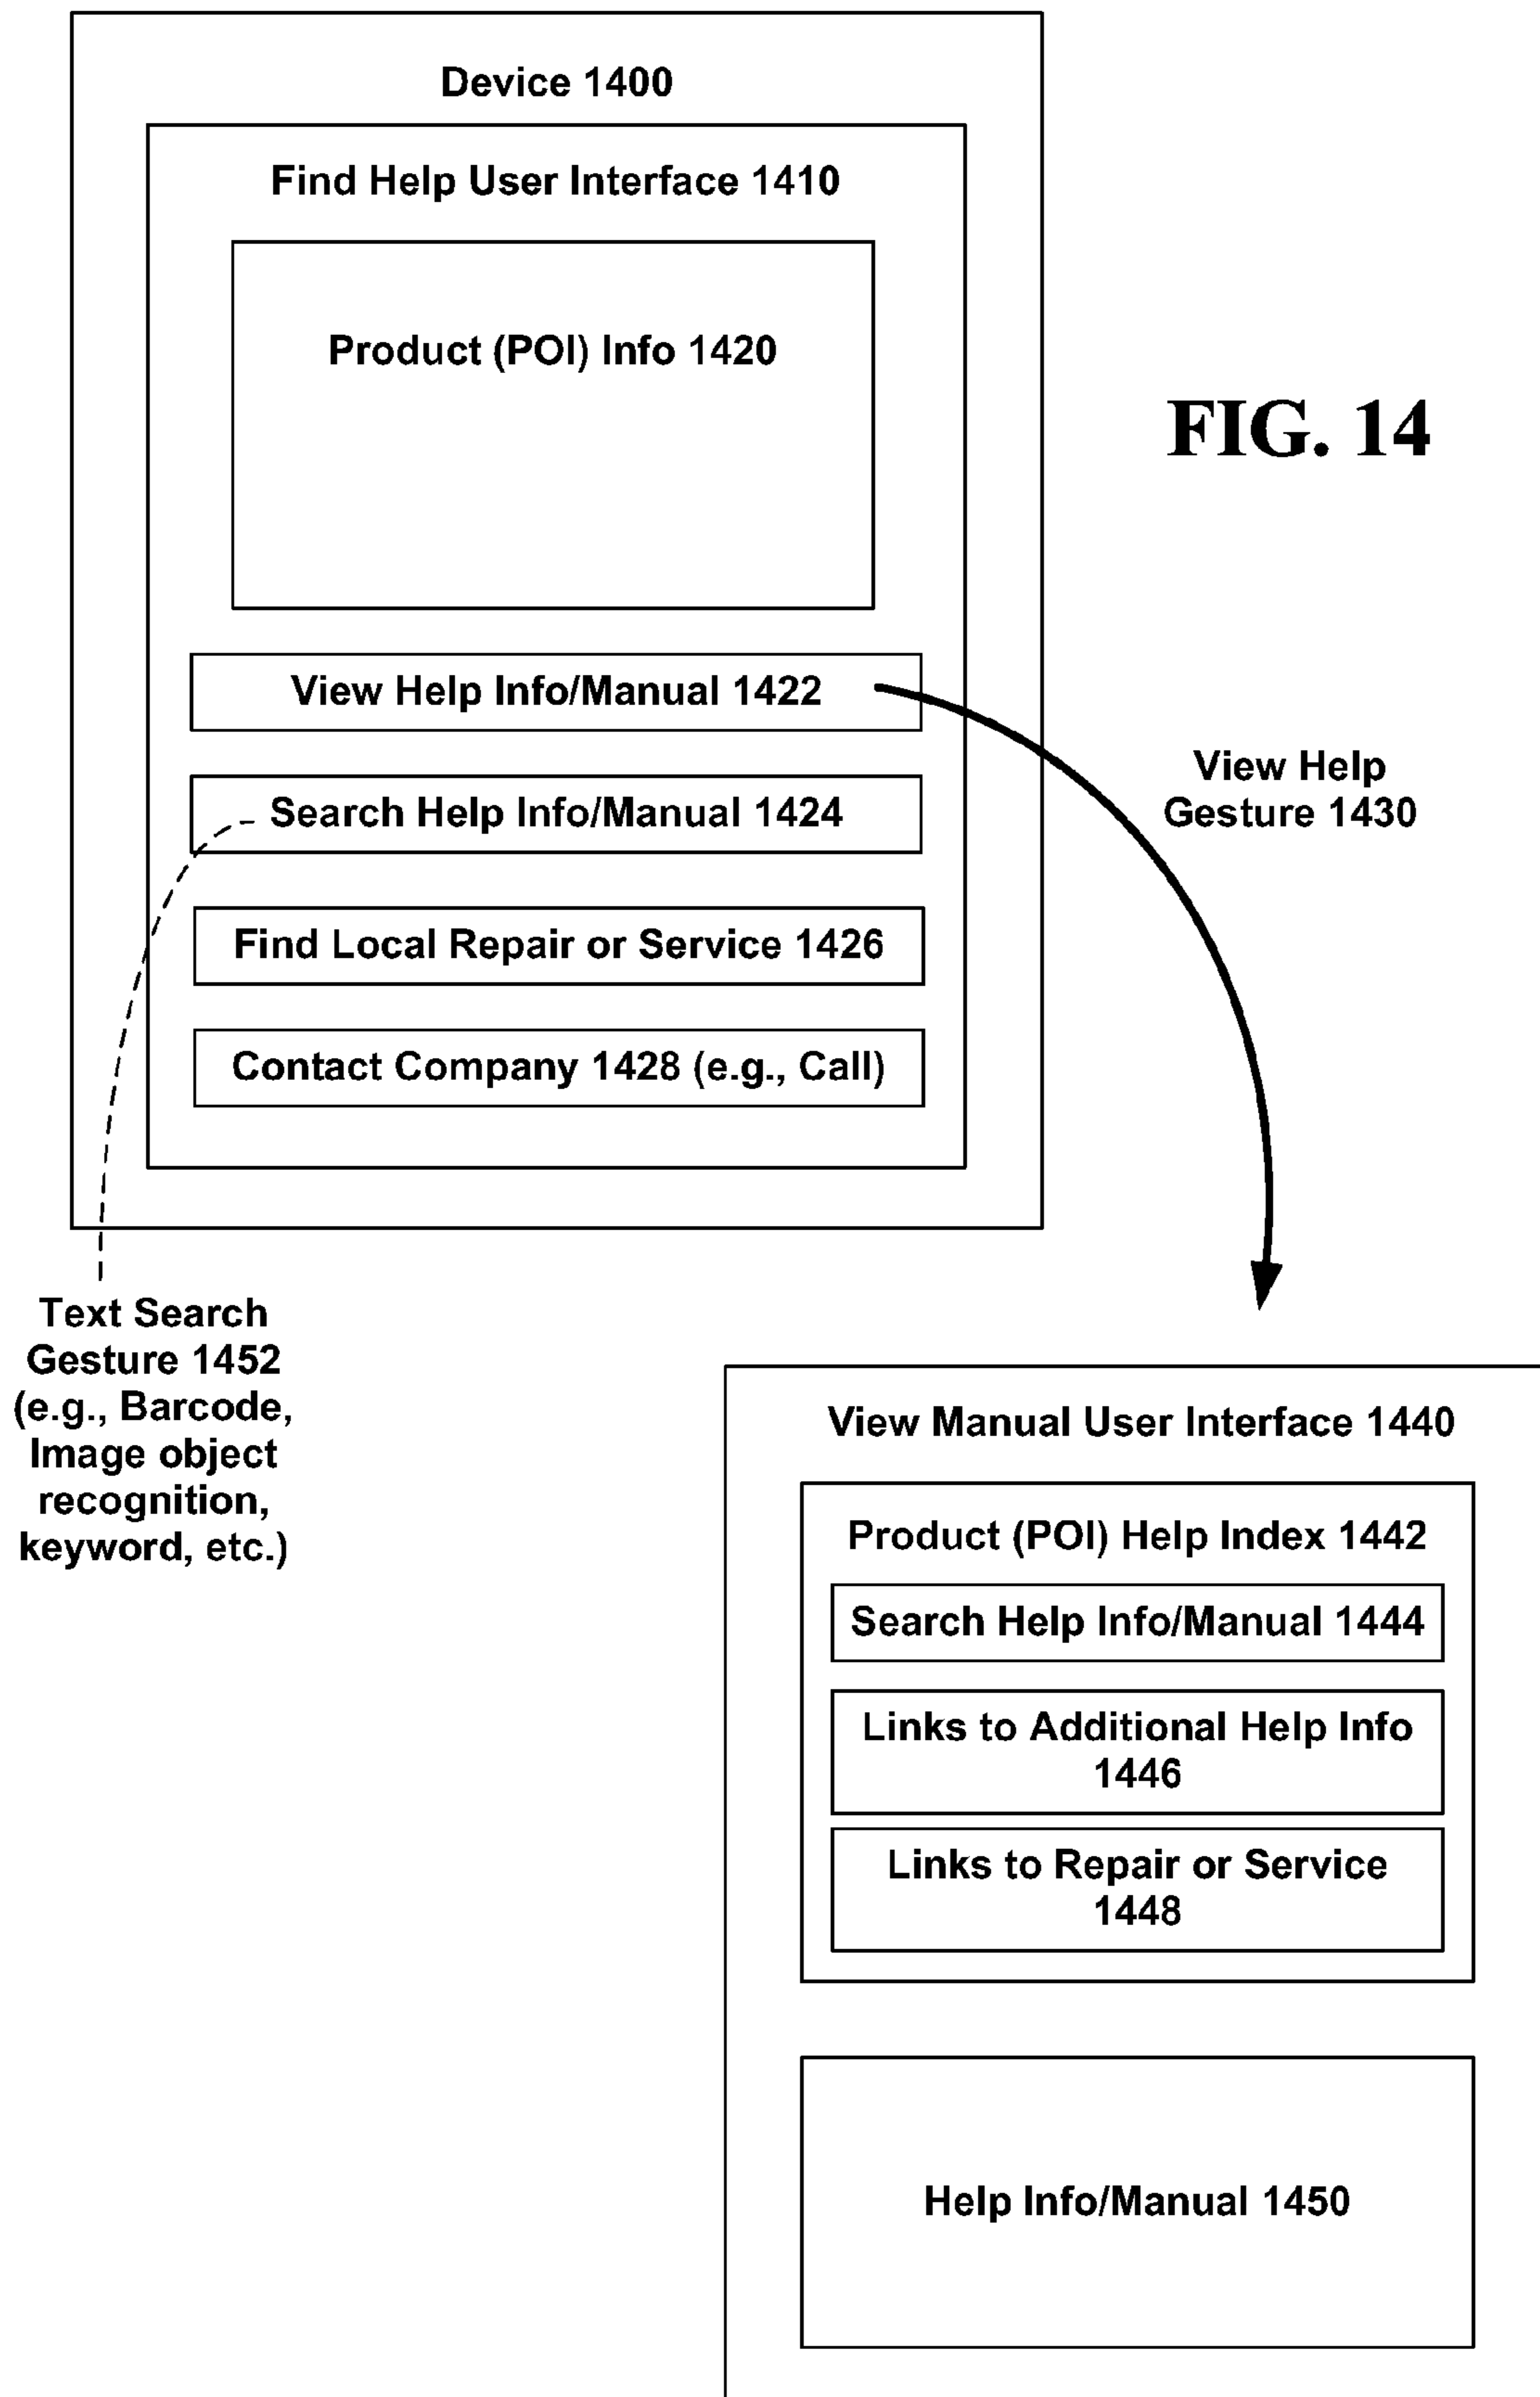 Device 1400
Find Help User Interface 1410
Product (POI) Info 1420
FIG. 14
View Help Info/Manual 1422
View Help
Gesture 1430
Search Help Info/Manual 1424
Find Local Repair or Service 1426
Contact Company 1428 (e.g., Call)
Text Search
Gesture 1452
(e.g., Barcode,
Image object
recognition,
keyword, etc.)
View Manual User Interface 1440
Product (POI) Help Index 1442
Search Help Info/Manual 1444
Links to Additional Help Info
1446
Links to Repair or Service
1448
Help Info/Manual 1450